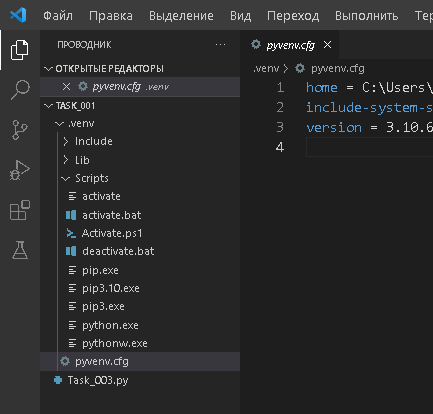 Файл Правка Выделение Вид Переход Выполнить
ПРОВОДНИК
ОТКРЫТЫЕ РЕДАКТОРЫ
pyvenv.cfg .venv
TASK_001
.venv
Include
Lib
Scripts
activate
activate.bat
Activate.ps1
deactivate.bat
pip.exe
pip3.10.exe
pip3.exe
python.exe
pythonw.exe
pyvenv.cfg
Task_003.py
pyvenv.cfg
.venv > pyvenv.cfg
1 home = C:\Users\
2 include-system-s
3 version = 3.10.6
4